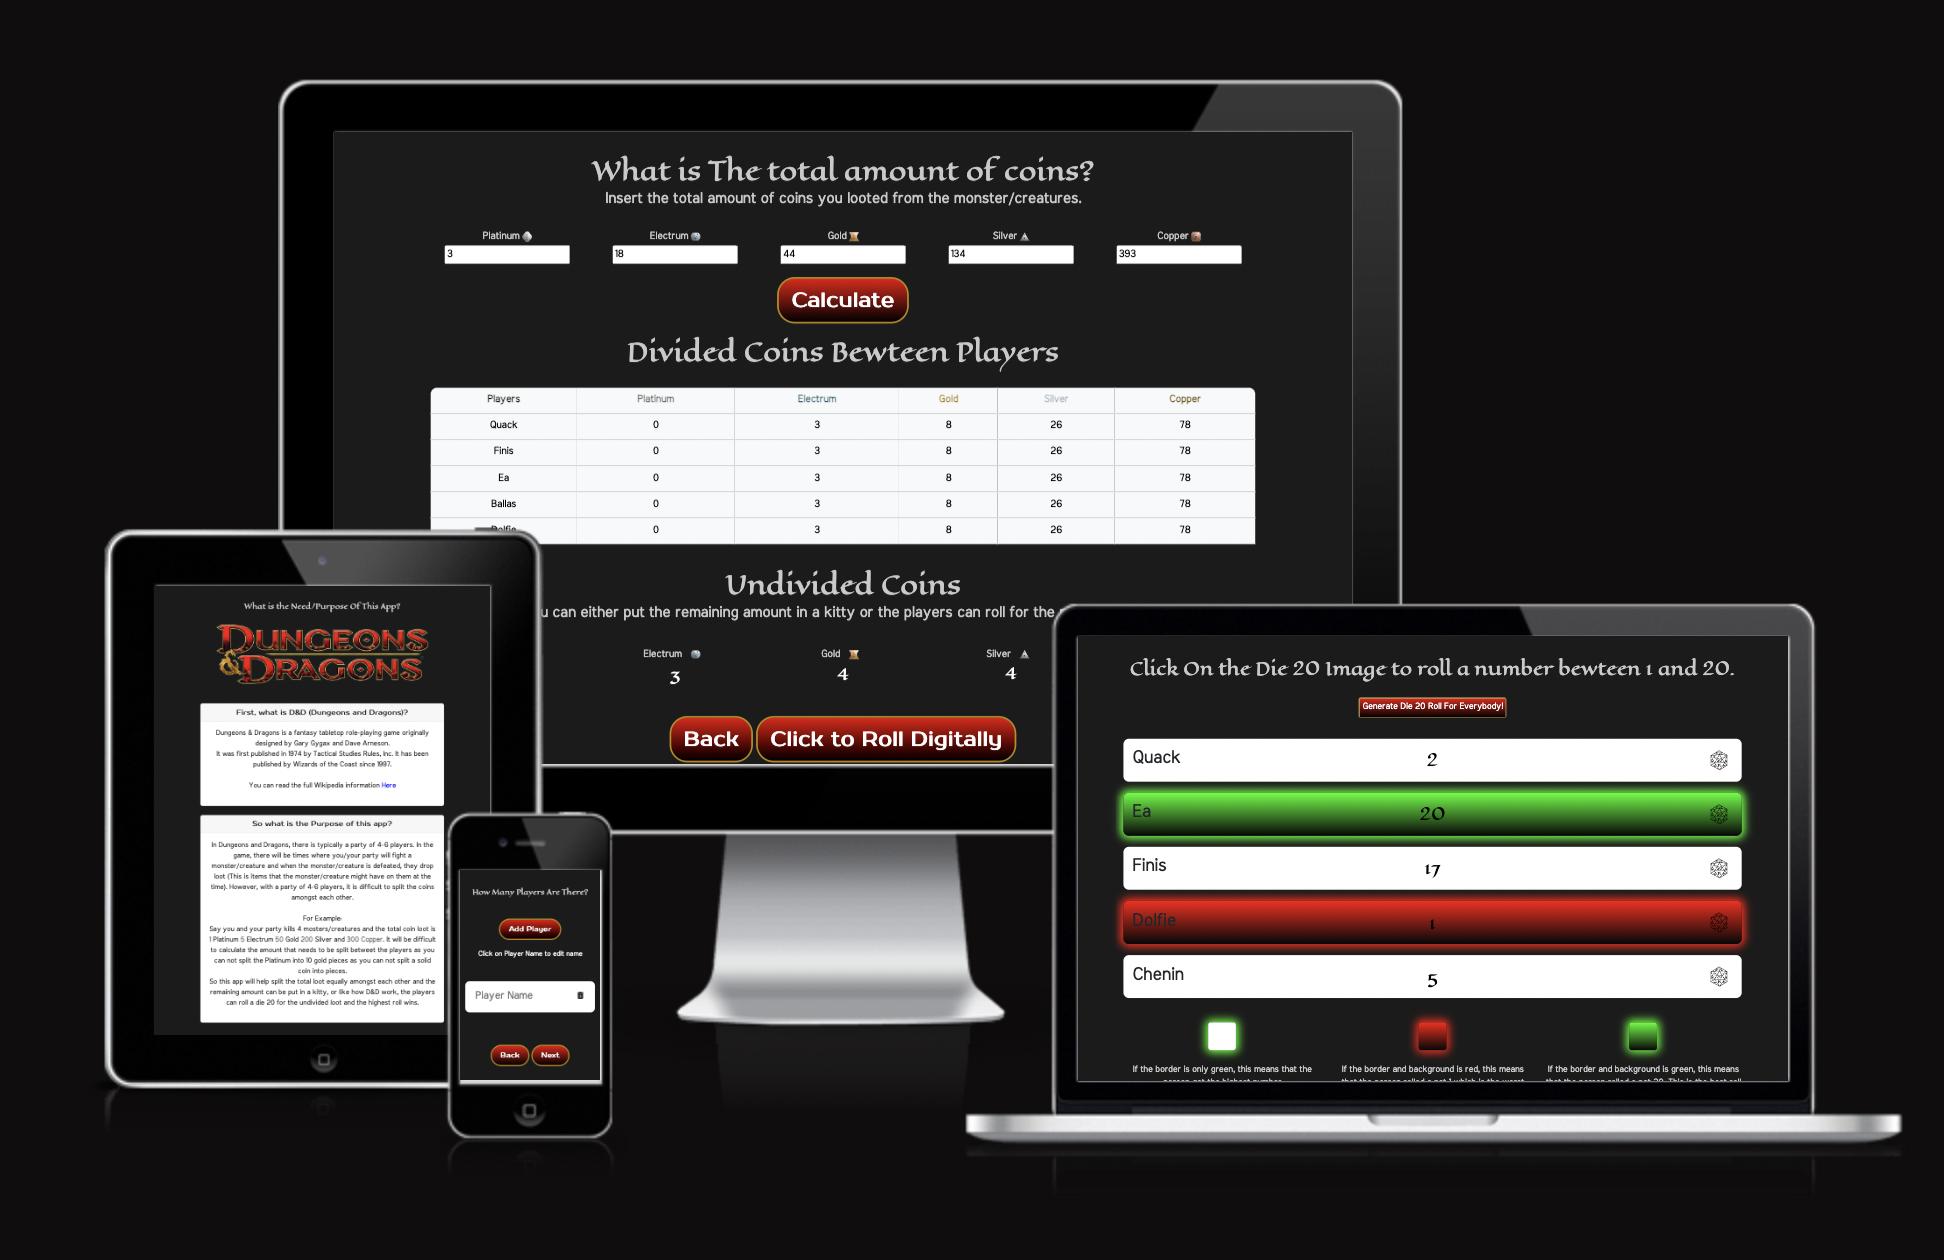 What is The total amount of coins?
Insert the total amount of coins you looted from the monster/creatures.
Platinum Electrum Gold Silver Copper
3 18 44 134 393
Calculate
Divided Coins Bewteen Players
Players Platinum Electrum Gold Silver Copper
Quack 0 3 8 26 78
Finis 0 3 8 26 78
Ea 0 3 8 26 78
Ballas 0 3 8 26 78
Dolfie 0 3 8 26 78
Undivided Coins
can either put the remaining amount in a kitty or the players can roll for the
Electrum Gold Silver
3 4 4
Back Click to Roll Digitally
What is the Need/Purpose Of This App?
DUNGEONS
& DRAGONS
First, what is D&D (Dungeons and Dragons)?
Dungeons & Dragons is a fantasy tabletop role-playing game originally
designed by Gary Gygax and Dave Arneson.
It was first published in 1974 by Tactical Studies Rules, Inc. It has been
published by Wizards of the Coast since 1997.
You can read the full Wikipedia information Here
So what is the Purpose of this app?
In Dungeons and Dragons, there is typically a party of 4-6 players. In the
game, there will be times where you/your party will fight a
monster/creature and when the monster/creature is defeated, they drop
loot (This is items that the monster/creature might have on them at the
time). However, with a party of 4-6 players, it is difficult to split the coins
amongst each other.
For Example:
Say you and your party kills 4 mosters/creatures and the total coin loot is
1 Platinum 5 Electrum 50 Gold 200 Silver and 300 Copper. It will be difficult
to calculate the amount that needs to be split betweet the players as you
can not split the Platinum into 10 gold pieces as you can not split a solid
coin into pieces.
So this app will help split the total loot equally amongst each other and the
remaining amount can be put in a kitty, or like how D&D work, the players
can roll a die 20 for the undivided loot and the highest roll wins.
How Many Players Are There?
Add Player
Click on Player Name to edit name
Player Name
Back Next
Click On the Die 20 Image to roll a number bewteen 1 and 20.
Generate Die 20 Roll For Everybody!
Quack 2
Ea 20
Finis 17
Dolfie 1
Chenin 5
If the border is only green, this means that the
If the border and background is red, this means
If the border and background is green, this means